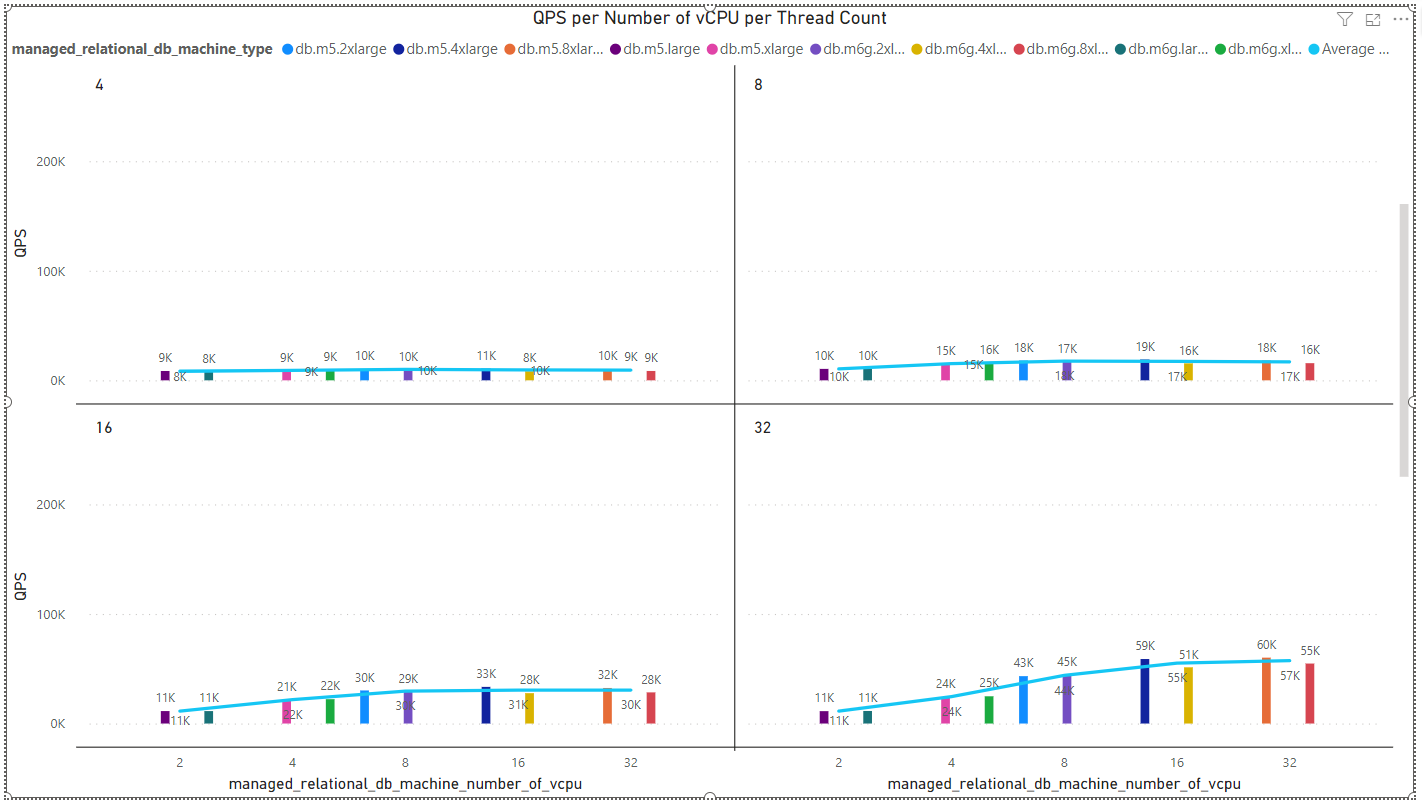 QPS per Number of vCPU per Thread Count
managed_relational_db_machine_type db.m5.2xlarge db.m5.4xlarge db.m5.8xlar... db.m5.large db.m5.xlarge db.m6g.2xl... db.m6g.4xl... db.m6g.8xl... db.m6g.lar... db.m6g.xl... Average ...
4
QPS
200K
100K
0K
9K 8K 9K 9K 10K 10K 11K 8K 10K 9K 9K
8K 9K 10K 10K
8
10K 10K 15K 16K 18K 17K 19K 16K 18K 16K
10K 15K 18K 17K 17K
16
QPS
200K
100K
0K
11K 11K 21K 22K 30K 29K 33K 28K 32K 28K
11K 22K 30K 31K 30K
2 4 8 16 32
managed_relational_db_machine_number_of_vcpu
32
11K 11K 24K 25K 43K 45K 59K 51K 60K 55K
11K 24K 44K 55K 57K
2 4 8 16 32
managed_relational_db_machine_number_of_vcpu